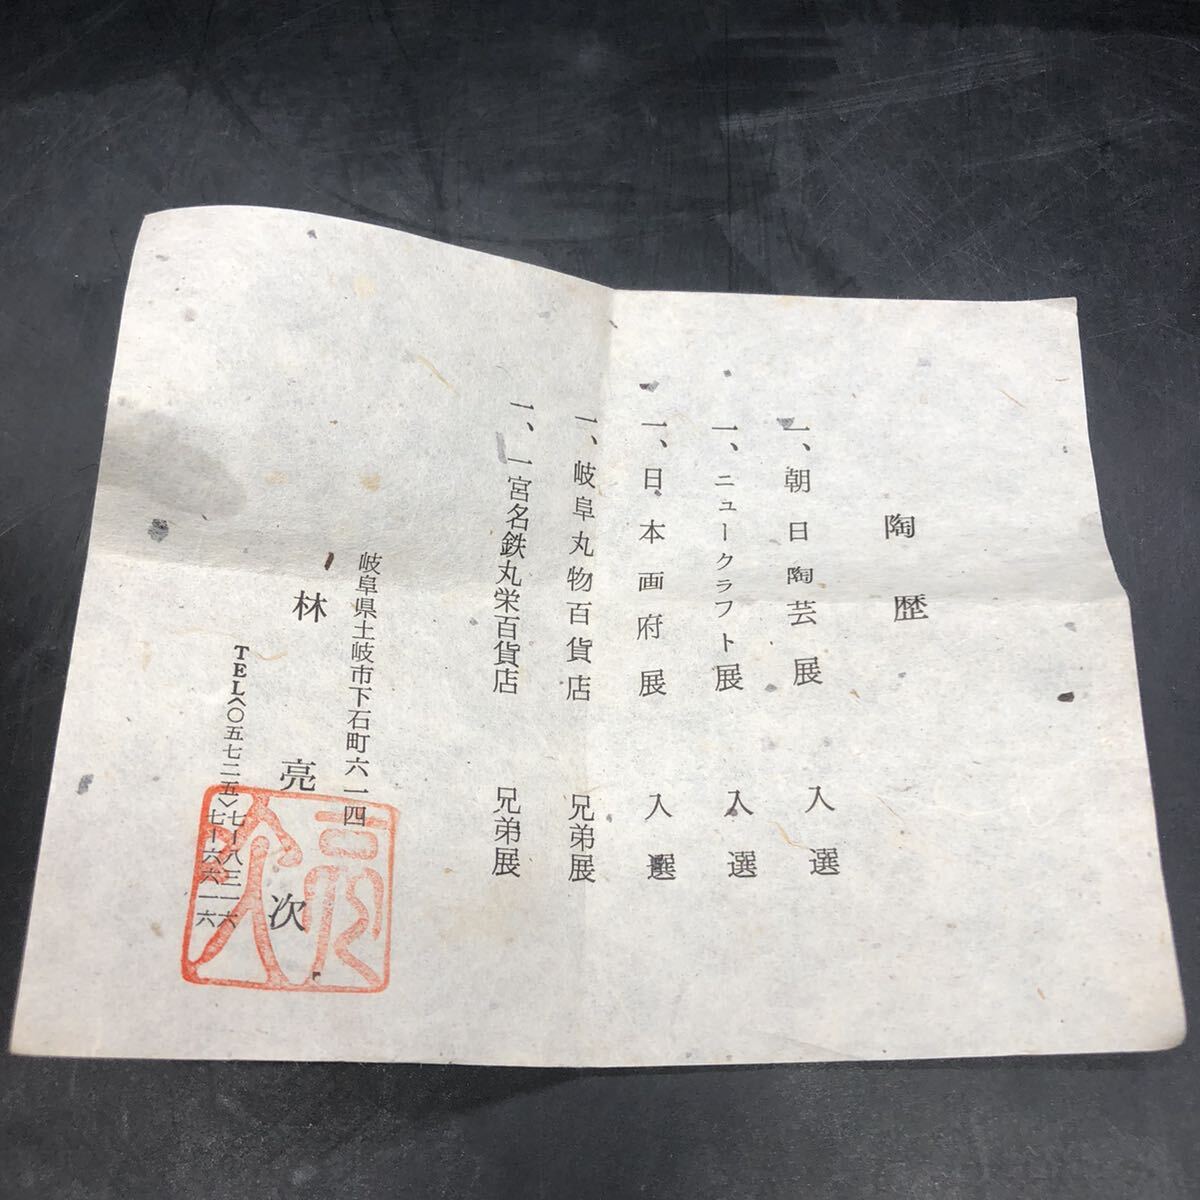 陶歴
一、朝日陶芸展 入選
一、ニュークラフト展 入選
一、日本画府展 入選
一、岐阜丸物百貨店 兄弟展
一、一宮名鉄丸栄百貨店 兄弟展
岐阜県土岐市下石町六一四
林亮次
TEL〈〇五七二五〉七ー八三一六
七ー六六一六
亮次